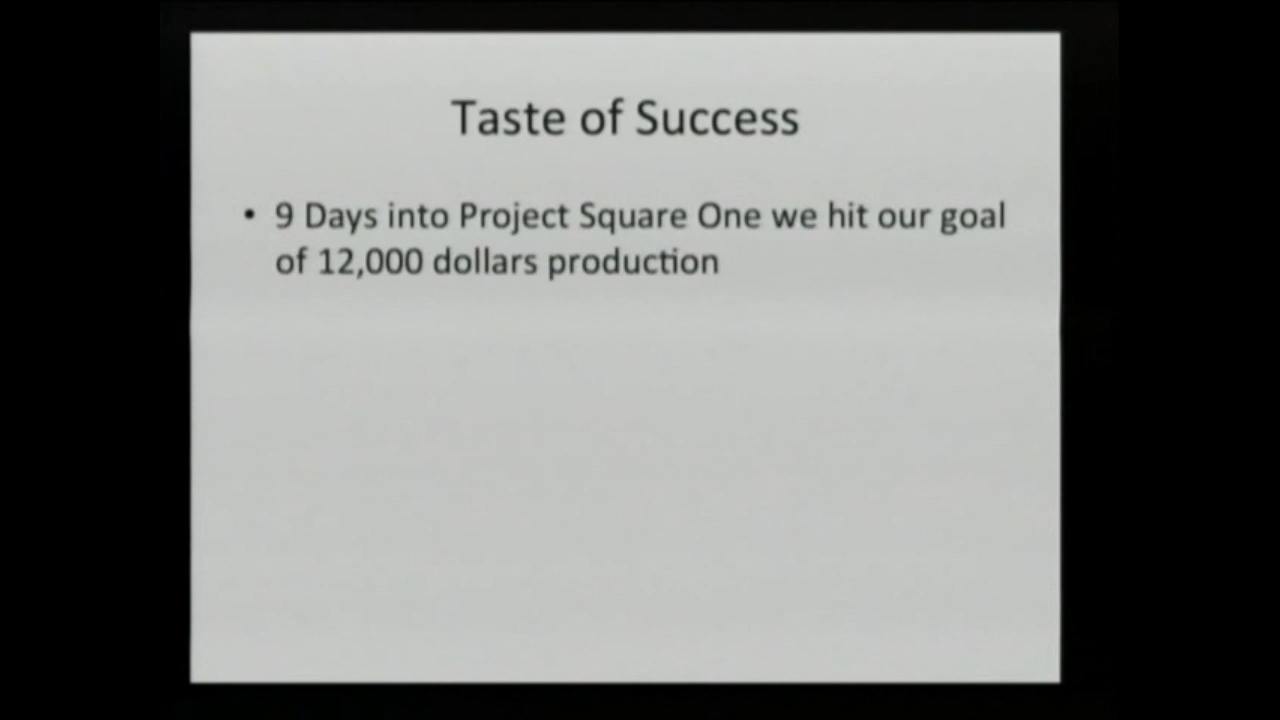 Taste of Success
• 9 Days into Project Square One we hit our goal
of 12,000 dollars production